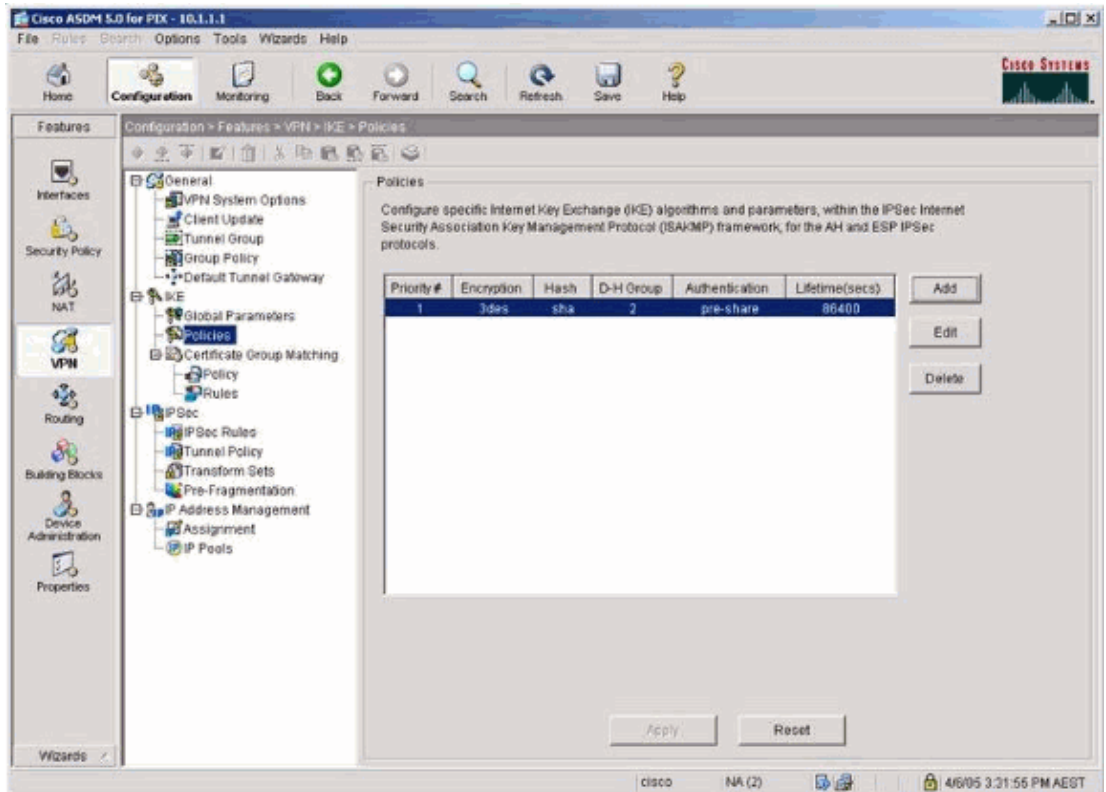 Cisco ASDM 5.0 for PIX - 10.1.1.1
File Rules Search Options Tools Wizards Help
Home Configuration Monitoring Back Forward Search Refresh Save Help
CISCO SYSTEMS
Features
Configuration > Features > VPN > IKE > Policies
Interfaces
Security Policy
NAT
VPN
Routing
Building Blocks
Device
Administration
Properties
Wizards
General
VPN System Options
Client Update
Tunnel Group
Group Policy
Default Tunnel Gateway
IKE
Global Parameters
Policies
Certificate Group Matching
Policy
Rules
IPSec
IPSec Rules
Tunnel Policy
Transform Sets
Pre-Fragmentation
IP Address Management
Assignment
IP Pools
Policies
Configure specific Internet Key Exchange (IKE) algorithms and parameters, within the IPSec Internet
Security Association Key Management Protocol (ISAKMP) framework, for the AH and ESP IPSec
protocols.
Priority # Encryption Hash D-H Group Authentication Lifetime(secs)
1 3des sha 2 pre-share 86400
Add
Edit
Delete
Apply Reset
cisco NA (2) 4/6/05 3:31:55 PM AEST